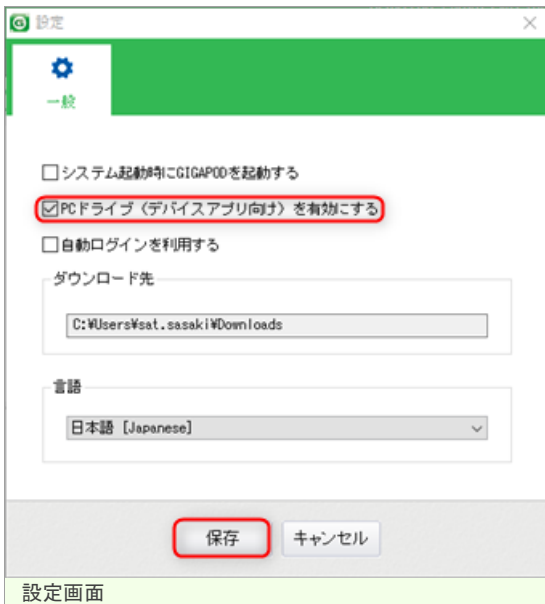 設定
一般
システム起動時にGIGAPODを起動する
PCドライブ（デバイスアプリ向け）を有効にする
自動ログインを利用する
ダウンロード先
C:¥Users¥sat.sasaki¥Downloads
言語
日本語 [Japanese]
保存 キャンセル
設定画面